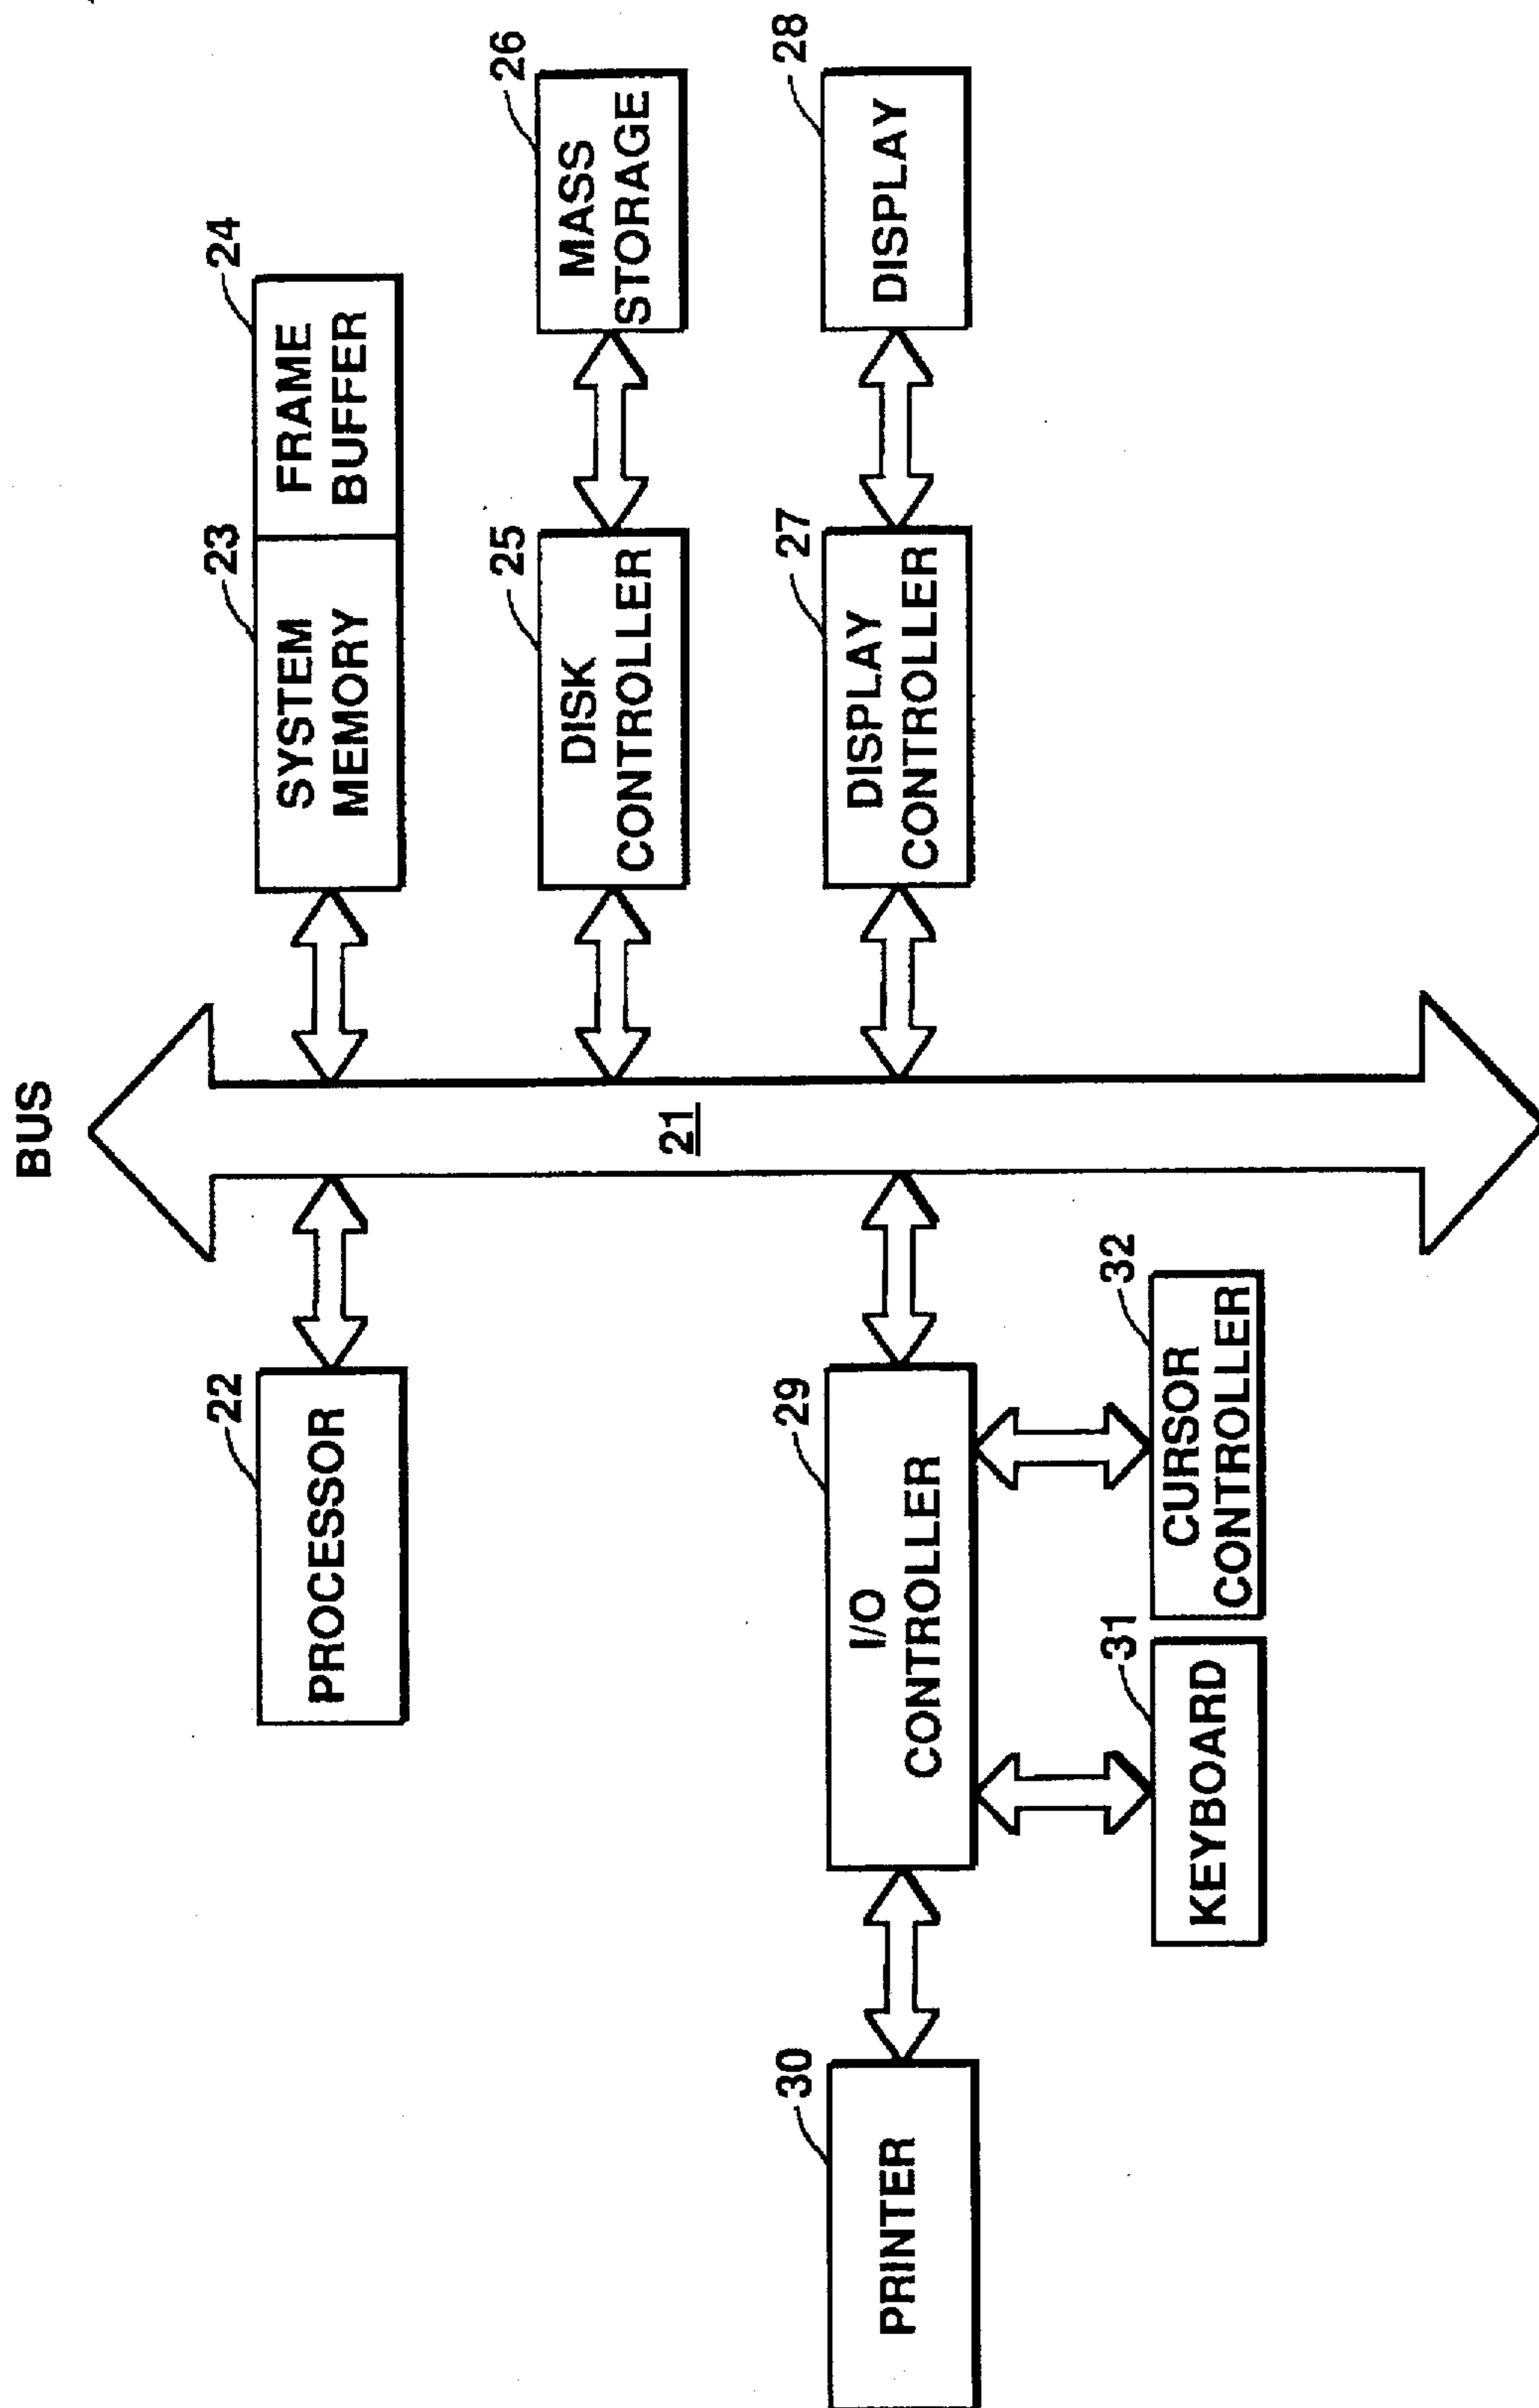 BUS
21
22
PROCESSOR
23
SYSTEM
MEMORY
24
FRAME
BUFFER
25
DISK
CONTROLLER
26
MASS
STORAGE
27
DISPLAY
CONTROLLER
28
DISPLAY
29
I/O
CONTROLLER
30
PRINTER
31
KEYBOARD
32
CURSOR
CONTROLLER